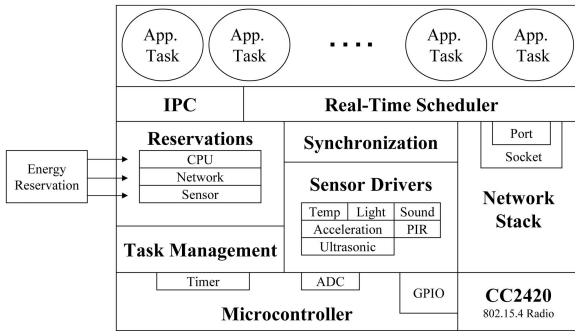 App. Task
App. Task
....
App. Task
App. Task
IPC
Real-Time Scheduler
Reservations
CPU
Network
Sensor
Energy
Reservation
Synchronization
Port
Socket
Sensor Drivers
Temp Light Sound
Acceleration PIR
Ultrasonic
Network
Stack
Task Management
Timer
ADC
GPIO
Microcontroller
CC2420
802.15.4 Radio